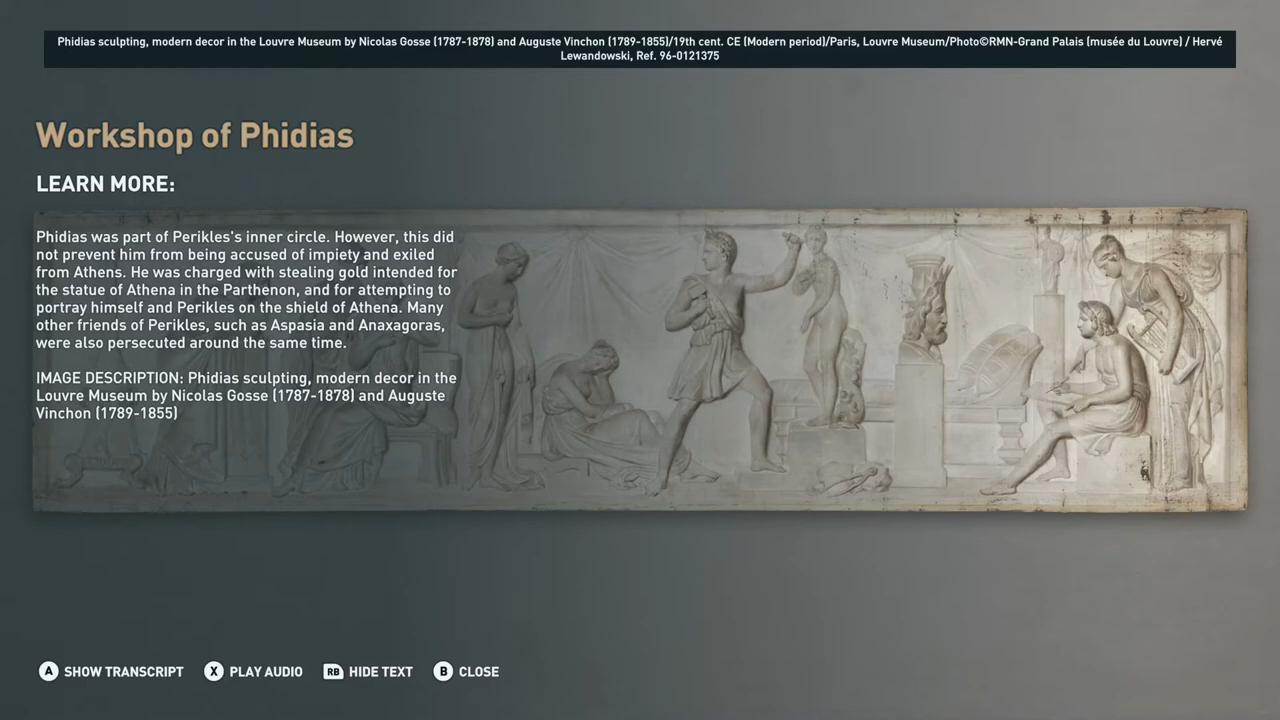 Phidias sculpting, modern decor in the Louvre Museum by Nicolas Gosse (1787-1878) and Auguste Vinchon (1789-1855)/19th cent. CE (Modern period)/Paris, Louvre Museum/Photo©RMN-Grand Palais (musée du Louvre) / Hervé
Lewandowski, Ref. 96-0121375
Workshop of Phidias
LEARN MORE:
Phidias was part of Perikles's inner circle. However, this did
not prevent him from being accused of impiety and exiled
from Athens. He was charged with stealing gold intended for
the statue of Athena in the Parthenon, and for attempting to
portray himself and Perikles on the shield of Athena. Many
other friends of Perikles, such as Aspasia and Anaxagoras,
were also persecuted around the same time.
IMAGE DESCRIPTION: Phidias sculpting, modern decor in the
Louvre Museum by Nicolas Gosse (1787-1878) and Auguste
Vinchon (1789-1855)
A SHOW TRANSCRIPT X PLAY AUDIO RB HIDE TEXT B CLOSE